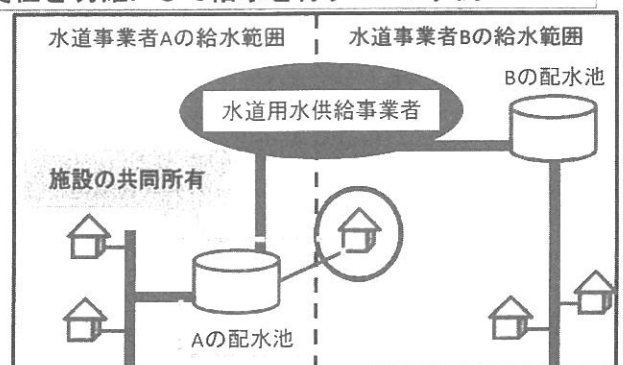 水道事業者Aの給水範囲
水道事業者Bの給水範囲
Bの配水池
水道用水供給事業者
施設の共同所有
Aの配水池